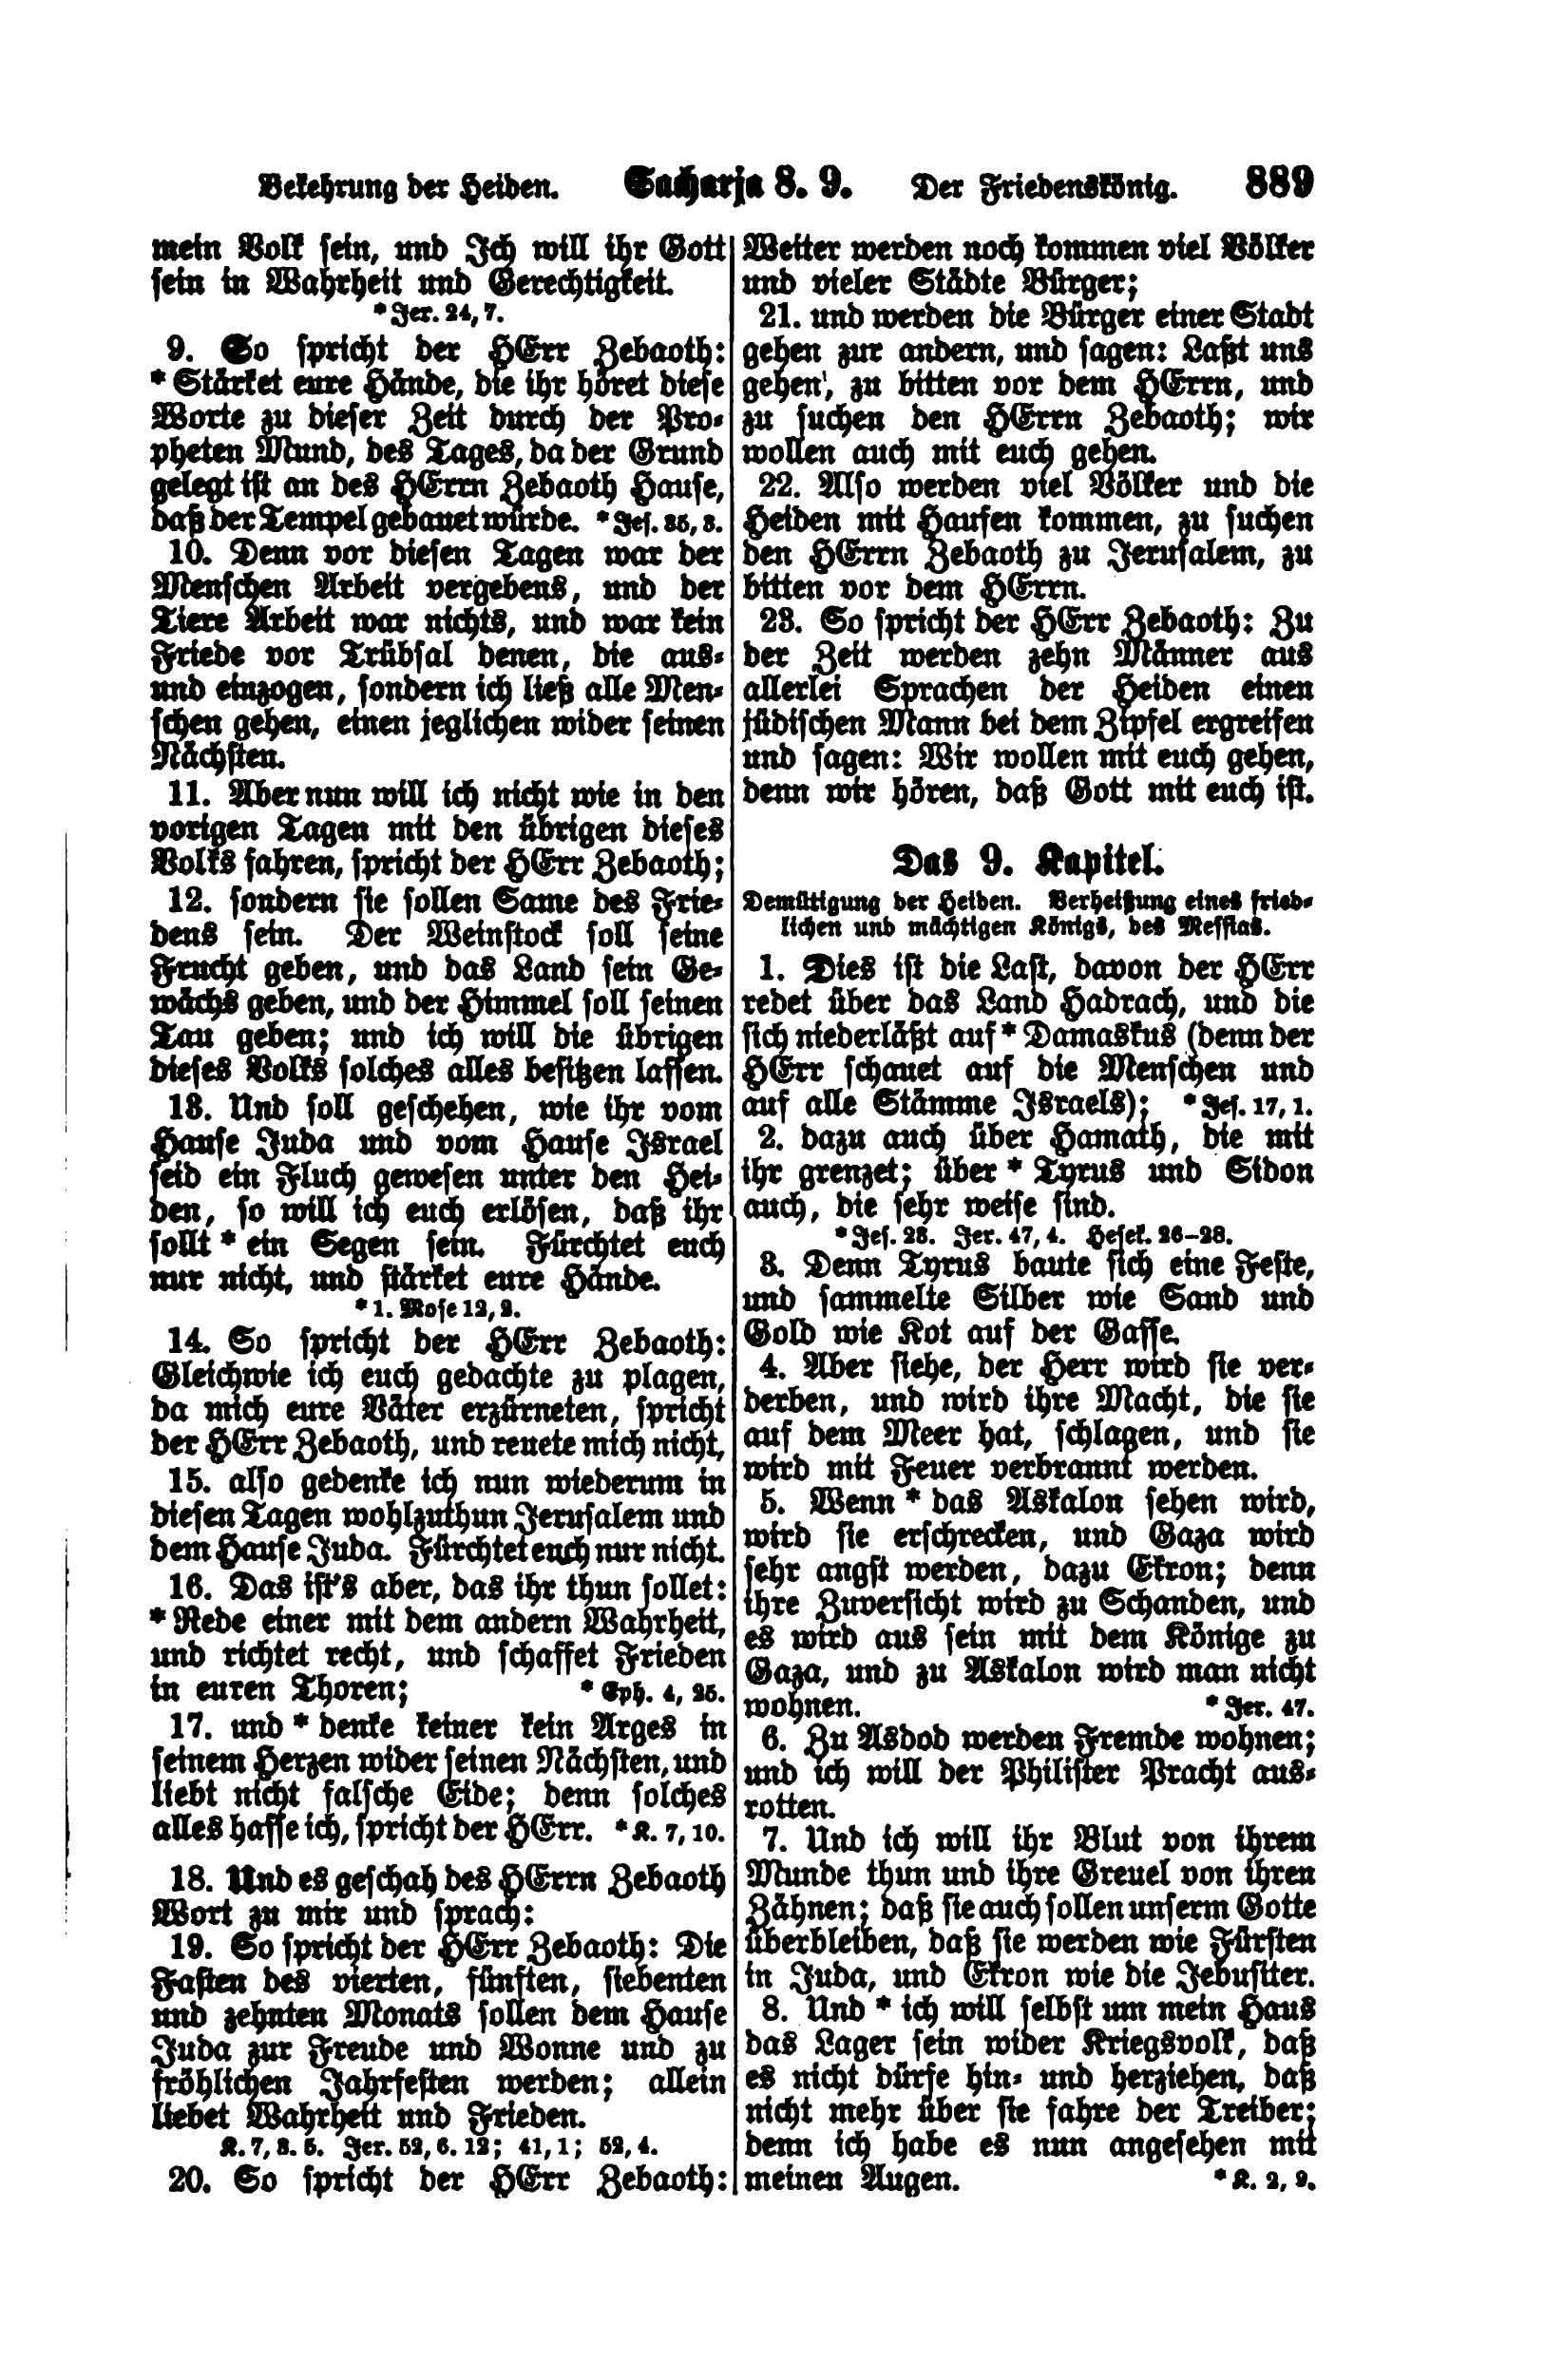 Bekehrung der Heiden. Sacharja 8. 9. Der Friedenskönig. 889
mein Volk sein, und Ich will ihr Gott
sein in Wahrheit und Gerechtigkeit.
*Jer. 24, 7.
9. So spricht der HErr Zebaoth:
* Stärket eure Hände, die ihr höret diese
Worte zu dieser Zeit durch der Pro-
pheten Mund, des Tages, da der Grund
gelegt ist an des HErrn Zebaoth Hause,
daß der Tempel gebauet würde. *Jes. 35, 3.
10. Denn vor diesen Tagen war der
Menschen Arbeit vergebens, und der
Tiere Arbeit war nichts, und war kein
Friede vor Trübsal denen, die aus-
und einzogen, sondern ich ließ alle Men-
schen gehen, einen jeglichen wider seinen
Nächsten.
11. Aber nun will ich nicht wie in den
vorigen Tagen mit den übrigen dieses
Volks fahren, spricht der HErr Zebaoth;
12. sondern sie sollen Same des Frie-
dens sein. Der Weinstock soll seine
Frucht geben, und das Land sein Ge-
wächs geben, und der Himmel soll seinen
Tau geben; und ich will die übrigen
dieses Volks solches alles besitzen lassen.
13. Und soll geschehen, wie ihr vom
Hause Juda und vom Hause Israel
seid ein Fluch gewesen unter den Hei-
den, so will ich euch erlösen, daß ihr
sollt * ein Segen sein. Fürchtet euch
nur nicht, und stärket eure Hände.
*1. Mose 12, 2.
14. So spricht der HErr Zebaoth:
Gleichwie ich euch gedachte zu plagen,
da mich eure Väter erzürneten, spricht
der HErr Zebaoth, und reuete mich nicht,
15. also gedenke ich nun wiederum in
diesen Tagen wohlzuthun Jerusalem und
dem Hause Juda. Fürchtet euch nur nicht.
16. Das ist's aber, das ihr thun sollet:
* Rede einer mit dem andern Wahrheit,
und richtet recht, und schaffet Frieden
in euren Thoren; * Eph. 4, 25.
17. und * denke keiner kein Arges in
seinem Herzen wider seinen Nächsten, und
liebt nicht falsche Eide; denn solches
alles hasse ich, spricht der HErr. *K. 7, 10.
18. Und es geschah des HErrn Zebaoth
Wort zu mir und sprach:
19. So spricht der HErr Zebaoth: Die
Fasten des vierten, fünften, siebenten
und zehnten Monats sollen dem Hause
Juda zur Freude und Wonne und zu
fröhlichen Jahrfesten werden; allein
liebet Wahrheit und Frieden.
K. 7, 3. 5. Jer. 52, 6. 12; 41, 1; 52, 4.
20. So spricht der HErr Zebaoth:
Weiter werden noch kommen viel Völker
und vieler Städte Bürger;
21. und werden die Bürger einer Stadt
gehen zur andern, und sagen: Laßt uns
gehen, zu bitten vor dem HErrn, und
zu suchen den HErrn Zebaoth; wir
wollen auch mit euch gehen.
22. Also werden viel Völker und die
Heiden mit Haufen kommen, zu suchen
den HErrn Zebaoth zu Jerusalem, zu
bitten vor dem HErrn.
23. So spricht der HErr Zebaoth: Zu
der Zeit werden zehn Männer aus
allerlei Sprachen der Heiden einen
jüdischen Mann bei dem Zipfel ergreifen
und sagen: Wir wollen mit euch gehen,
denn wir hören, daß Gott mit euch ist.
Das 9. Kapitel.
Demütigung der Heiden. Verheißung eines fried-
lichen und mächtigen Königs, des Messias.
1. Dies ist die Last, davon der HErr
redet über das Land Hadrach, und die
sich niederläßt auf * Damaskus (denn der
HErr schauet auf die Menschen und
auf alle Stämme Israels); *Jes. 17, 1.
2. dazu auch über Hamath, die mit
ihr grenzet; über * Tyrus und Sidon
auch, die sehr weise sind.
*Jes. 23. Jer. 47, 4. Hesek. 26-28.
3. Denn Tyrus baute sich eine Feste,
und sammelte Silber wie Sand und
Gold wie Kot auf der Gasse.
4. Aber siehe, der Herr wird sie ver-
derben, und wird ihre Macht, die sie
auf dem Meer hat, schlagen, und sie
wird mit Feuer verbrannt werden.
5. Wenn * das Askalon sehen wird,
wird sie erschrecken, und Gaza wird
sehr angst werden, dazu Ekron; denn
ihre Zuversicht wird zu Schanden, und
es wird aus sein mit dem Könige zu
Gaza, und zu Askalon wird man nicht
wohnen. * Jer. 47.
6. Zu Asdod werden Fremde wohnen;
und ich will der Philister Pracht aus-
rotten.
7. Und ich will ihr Blut von ihrem
Munde thun und ihre Greuel von ihren
Zähnen; daß sie auch sollen unserm Gotte
überbleiben, daß sie werden wie Fürsten
in Juda, und Ekron wie die Jebusiter.
8. Und * ich will selbst um mein Haus
das Lager sein wider Kriegsvolk, daß
es nicht dürfe hin- und herziehen, daß
nicht mehr über sie fahre der Treiber;
denn ich habe es nun angesehen mit
meinen Augen. * K. 2, 9.